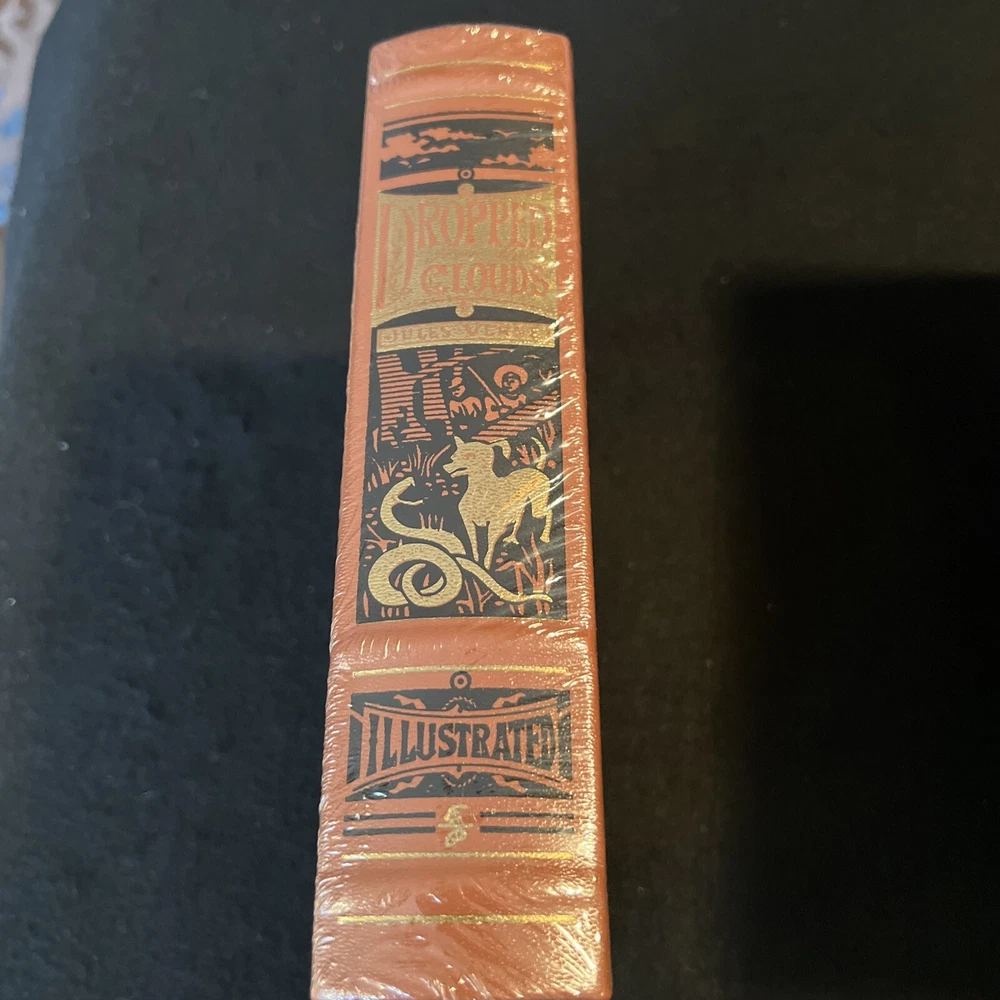 DROPPED
CLOUDS
JULES VERNE
ILLUSTRATED